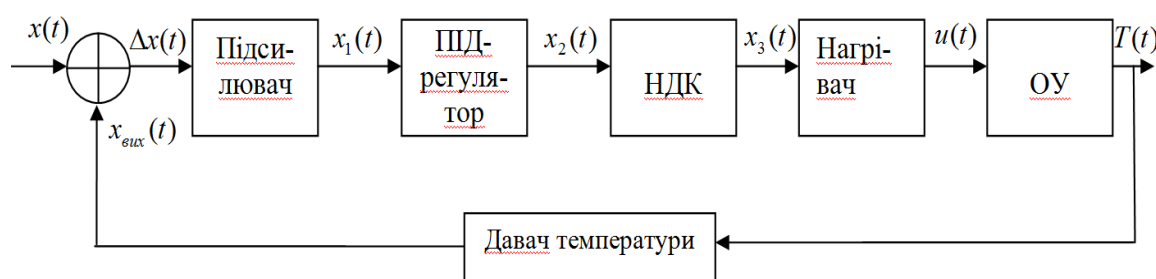 x(t)
Δx(t)
Підси-
лювач
x₁(t)
ПІД-
регуля-
тор
x₂(t)
НДК
x₃(t)
Нагрі-
вач
u(t)
ОУ
T(t)
xвих(t)
Давач температури